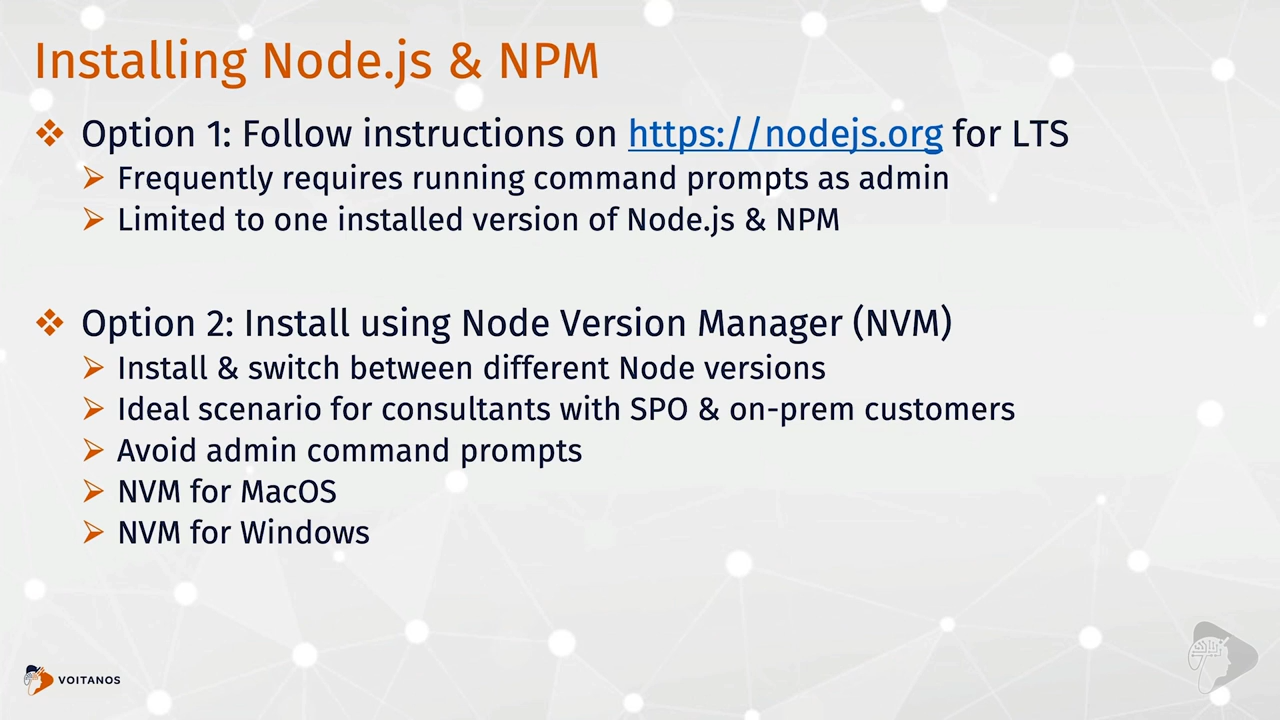 Installing Node.js & NPM
Option 1: Follow instructions on https://nodejs.org for LTS
Frequently requires running command prompts as admin
Limited to one installed version of Node.js & NPM
Option 2: Install using Node Version Manager (NVM)
Install & switch between different Node versions
Ideal scenario for consultants with SPO & on-prem customers
Avoid admin command prompts
NVM for MacOS
NVM for Windows
VOITANOS